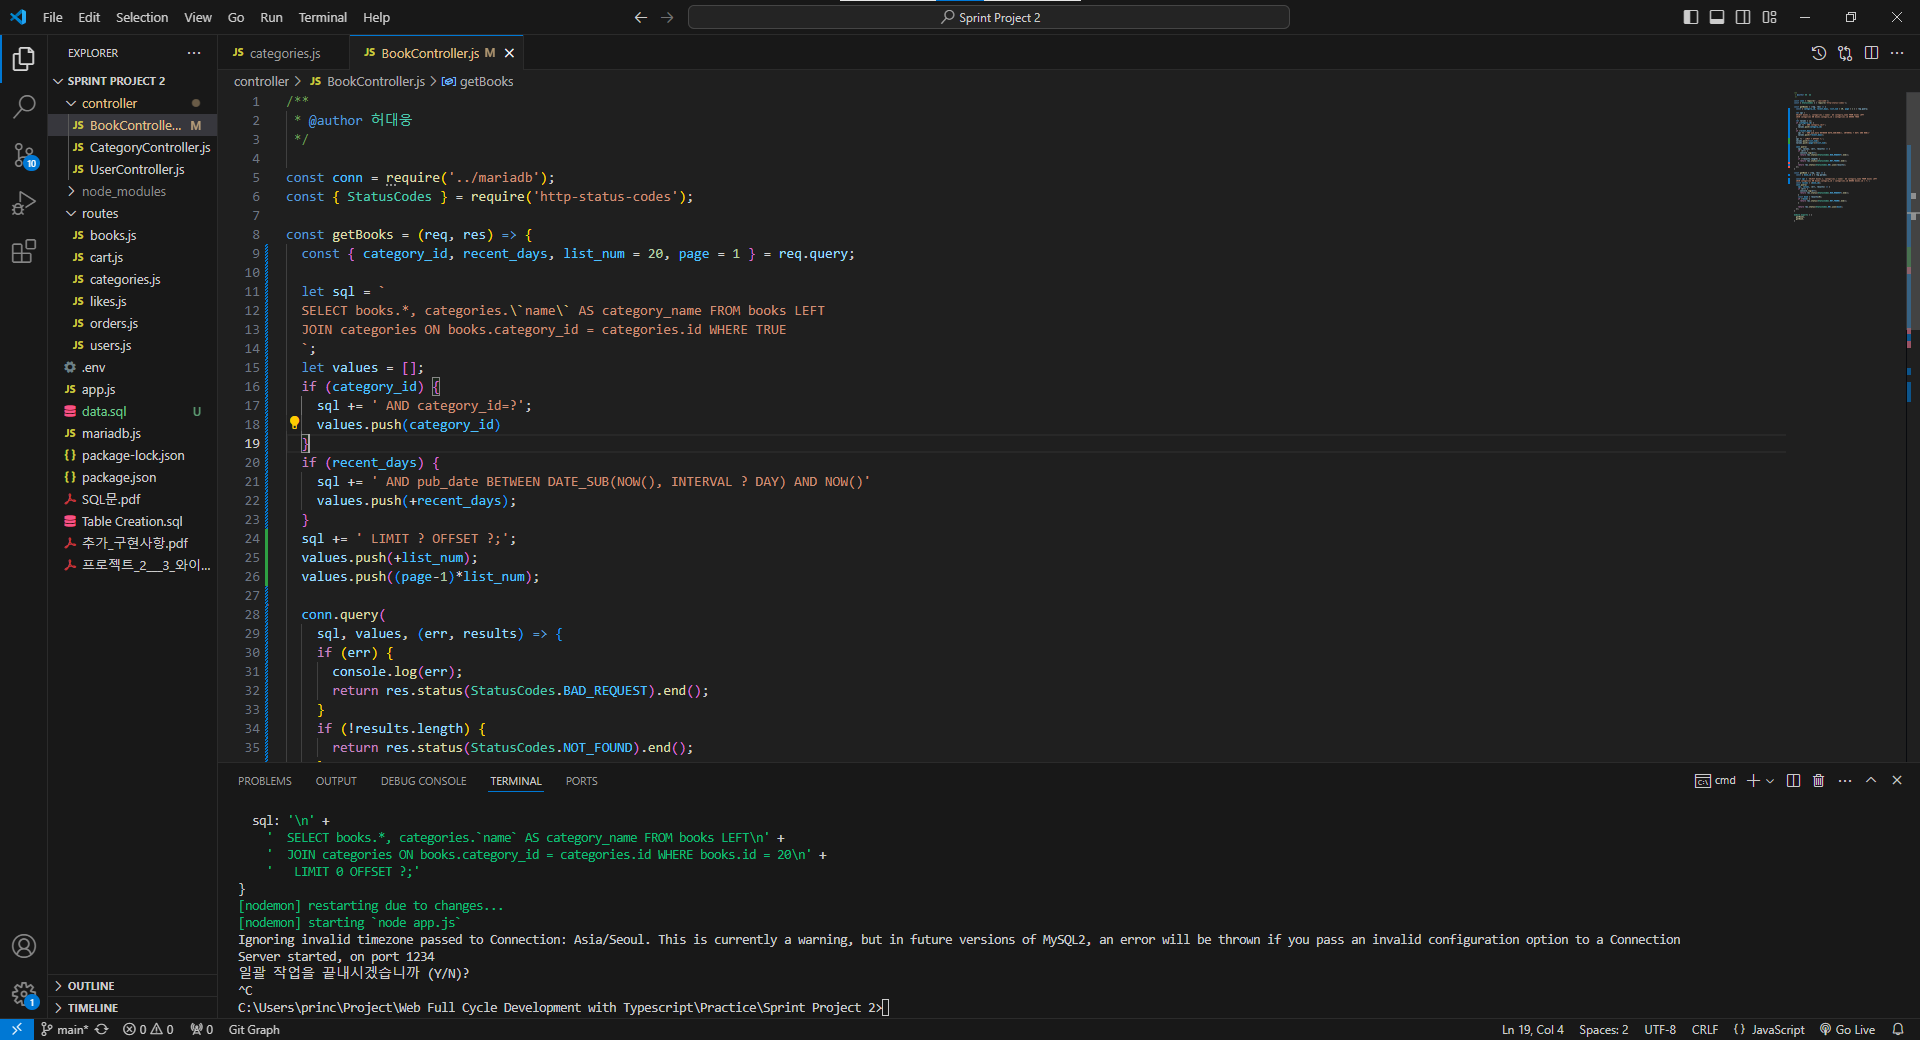 File Edit Selection View Go Run Terminal Help
Sprint Project 2
EXPLORER
SPRINT PROJECT 2
controller
JS BookControlle... M
JS CategoryController.js
JS UserController.js
node_modules
routes
JS books.js
JS cart.js
JS categories.js
JS likes.js
JS orders.js
JS users.js
.env
JS app.js
data.sql U
JS mariadb.js
{} package-lock.json
{} package.json
SQL문.pdf
Table Creation.sql
추가_구현사항.pdf
프로젝트_2__3_와이...
OUTLINE
TIMELINE
10
1
JS categories.js
JS BookController.js M
controller > JS BookController.js > getBooks
1 /**
2 * @author 허대웅
3 */
4
5 const conn = require('../mariadb');
6 const { StatusCodes } = require('http-status-codes');
7
8 const getBooks = (req, res) => {
9 const { category_id, recent_days, list_num = 20, page = 1 } = req.query;
10
11 let sql = `
12 SELECT books.*, categories.\`name\` AS category_name FROM books LEFT
13 JOIN categories ON books.category_id = categories.id WHERE TRUE
14 `;
15 let values = [];
16 if (category_id) {
17 sql += ' AND category_id=?';
18 values.push(category_id)
19 }
20 if (recent_days) {
21 sql += ' AND pub_date BETWEEN DATE_SUB(NOW(), INTERVAL ? DAY) AND NOW()'
22 values.push(+recent_days);
23 }
24 sql += ' LIMIT ? OFFSET ?;';
25 values.push(+list_num);
26 values.push((page-1)*list_num);
27
28 conn.query(
29 sql, values, (err, results) => {
30 if (err) {
31 console.log(err);
32 return res.status(StatusCodes.BAD_REQUEST).end();
33 }
34 if (!results.length) {
35 return res.status(StatusCodes.NOT_FOUND).end();
PROBLEMS OUTPUT DEBUG CONSOLE TERMINAL PORTS
cmd
sql: '\n' +
' SELECT books.*, categories.`name` AS category_name FROM books LEFT\n' +
' JOIN categories ON books.category_id = categories.id WHERE books.id = 20\n' +
' LIMIT 0 OFFSET ?;'
}
[nodemon] restarting due to changes...
[nodemon] starting `node app.js`
Ignoring invalid timezone passed to Connection: Asia/Seoul. This is currently a warning, but in future versions of MySQL2, an error will be thrown if you pass an invalid configuration option to a Connection
Server started, on port 1234
일괄 작업을 끝내시겠습니까 (Y/N)?
^C
C:\Users\princ\Project\Web Full Cycle Development with Typescript\Practice\Sprint Project 2>
main* 0 0 0 Git Graph
Ln 19, Col 4 Spaces: 2 UTF-8 CRLF {} JavaScript Go Live